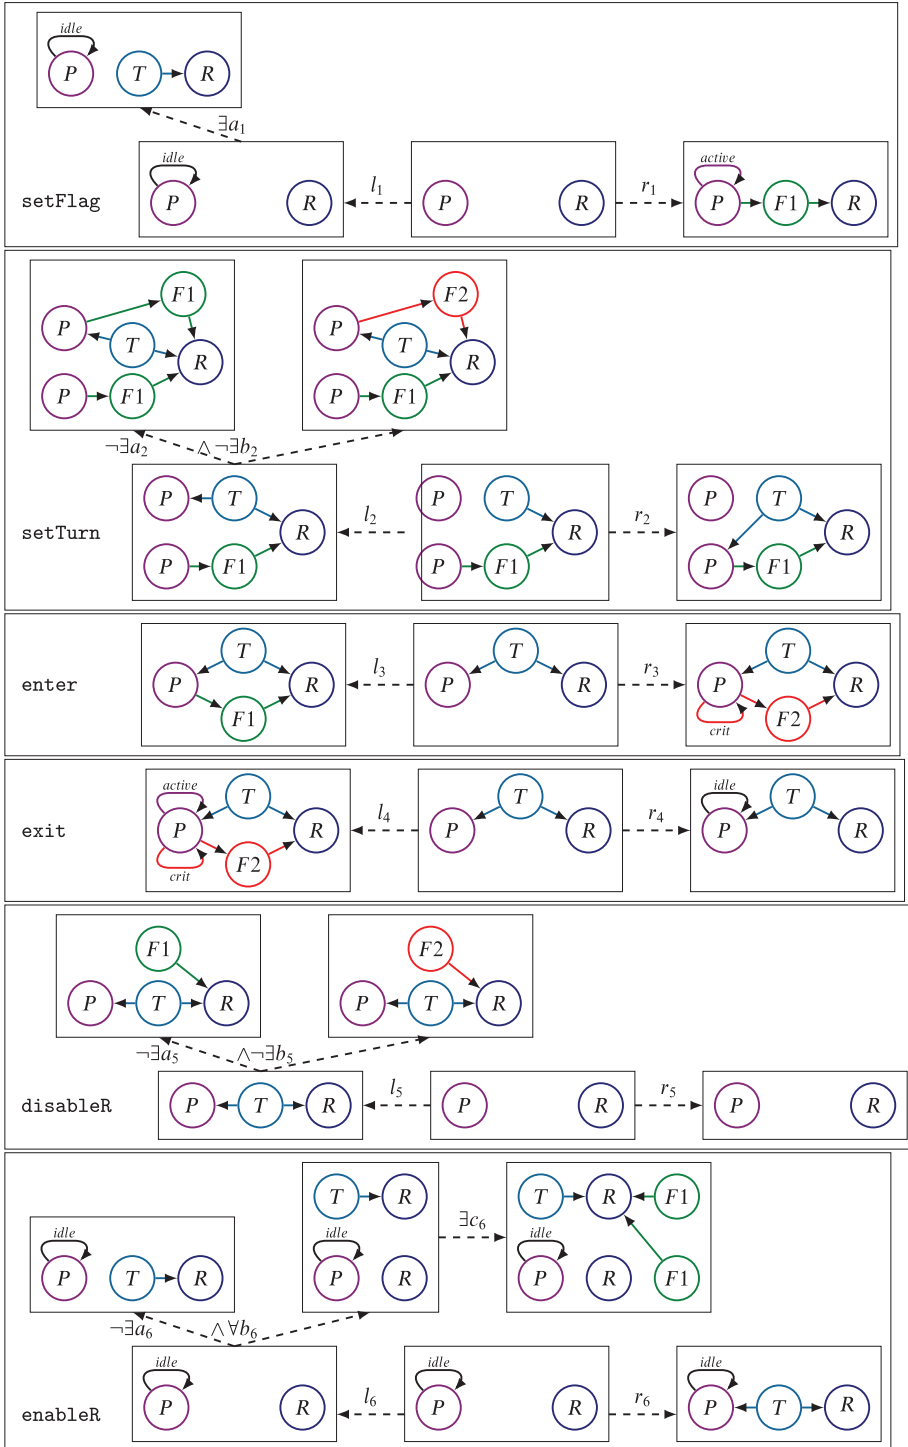 idle
P T R
∃a1
idle
setFlag P R l1 P R r1 active P F1 R
F1 F2
P T R P T R
P F1 P F1
¬∃a2 ∧ ¬∃b2
P T P T P T
setTurn R l2 R r2 R
P F1 P F1 P F1
T T T
enter P R l3 P R r3 P R
F1 F2
crit
active T T idle T
exit P R l4 P R r4 P R
crit F2
F1 F2
P T R P T R
¬∃a5 ∧¬∃b5
disableR P T R l5 P R r5 P R
T R ∃c6 T R F1
idle idle idle
P T R P R P R F1
¬∃a6 ∧ ∀b6
idle idle idle
enableR P R l6 P R r6 P T R